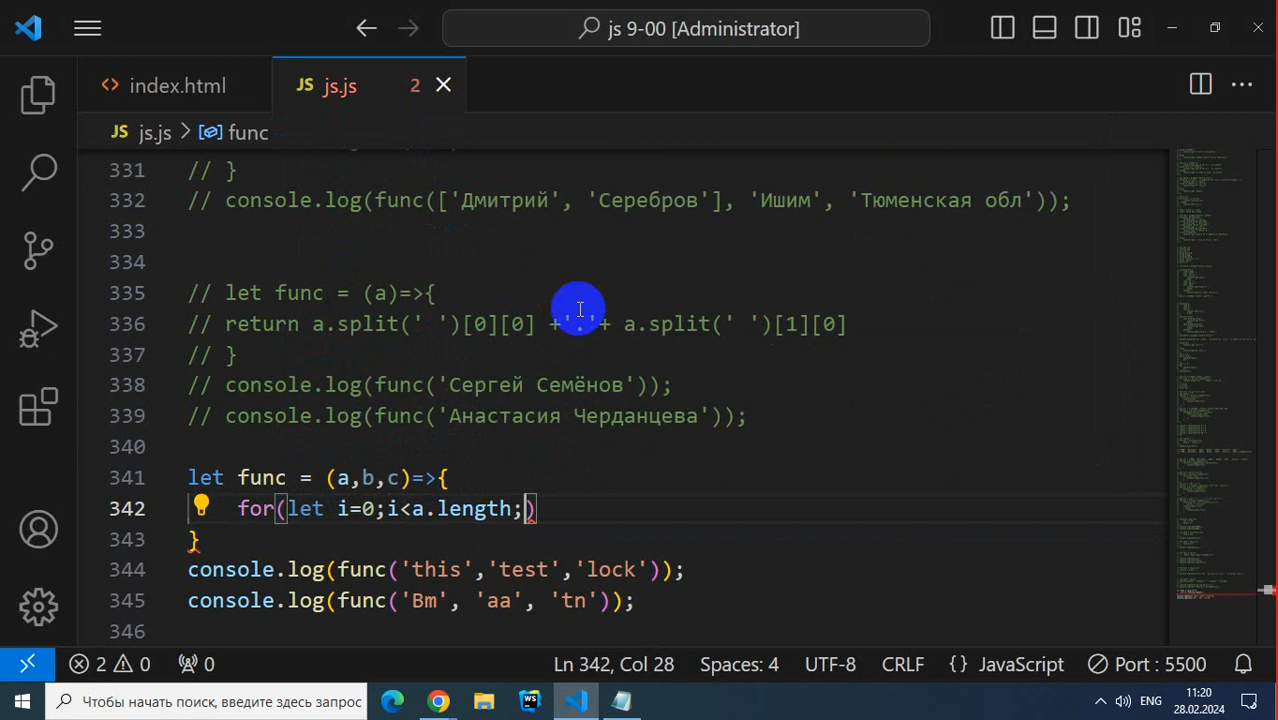 js 9-00 [Administrator]
index.html
JS js.js 2
JS js.js > func
331 // }
332 // console.log(func(['Дмитрий', 'Серебров'], 'Ишим', 'Тюменская обл'));
333
334
335 // let func = (a)=>{
336 // return a.split(' ')[0][0] +'.'+ a.split(' ')[1][0]
337 // }
338 // console.log(func('Сергей Семёнов'));
339 // console.log(func('Анастасия Черданцева'));
340
341 let func = (a,b,c)=>{
342 for(let i=0;i<a.length;)
343 }
344 console.log(func('this','test','lock'));
345 console.log(func('Bm', 'aa', 'tn'));
346
2 0 0 Ln 342, Col 28 Spaces: 4 UTF-8 CRLF {} JavaScript Port : 5500
Чтобы начать поиск, введите здесь запрос
WS
ENG
11:20
28.02.2024